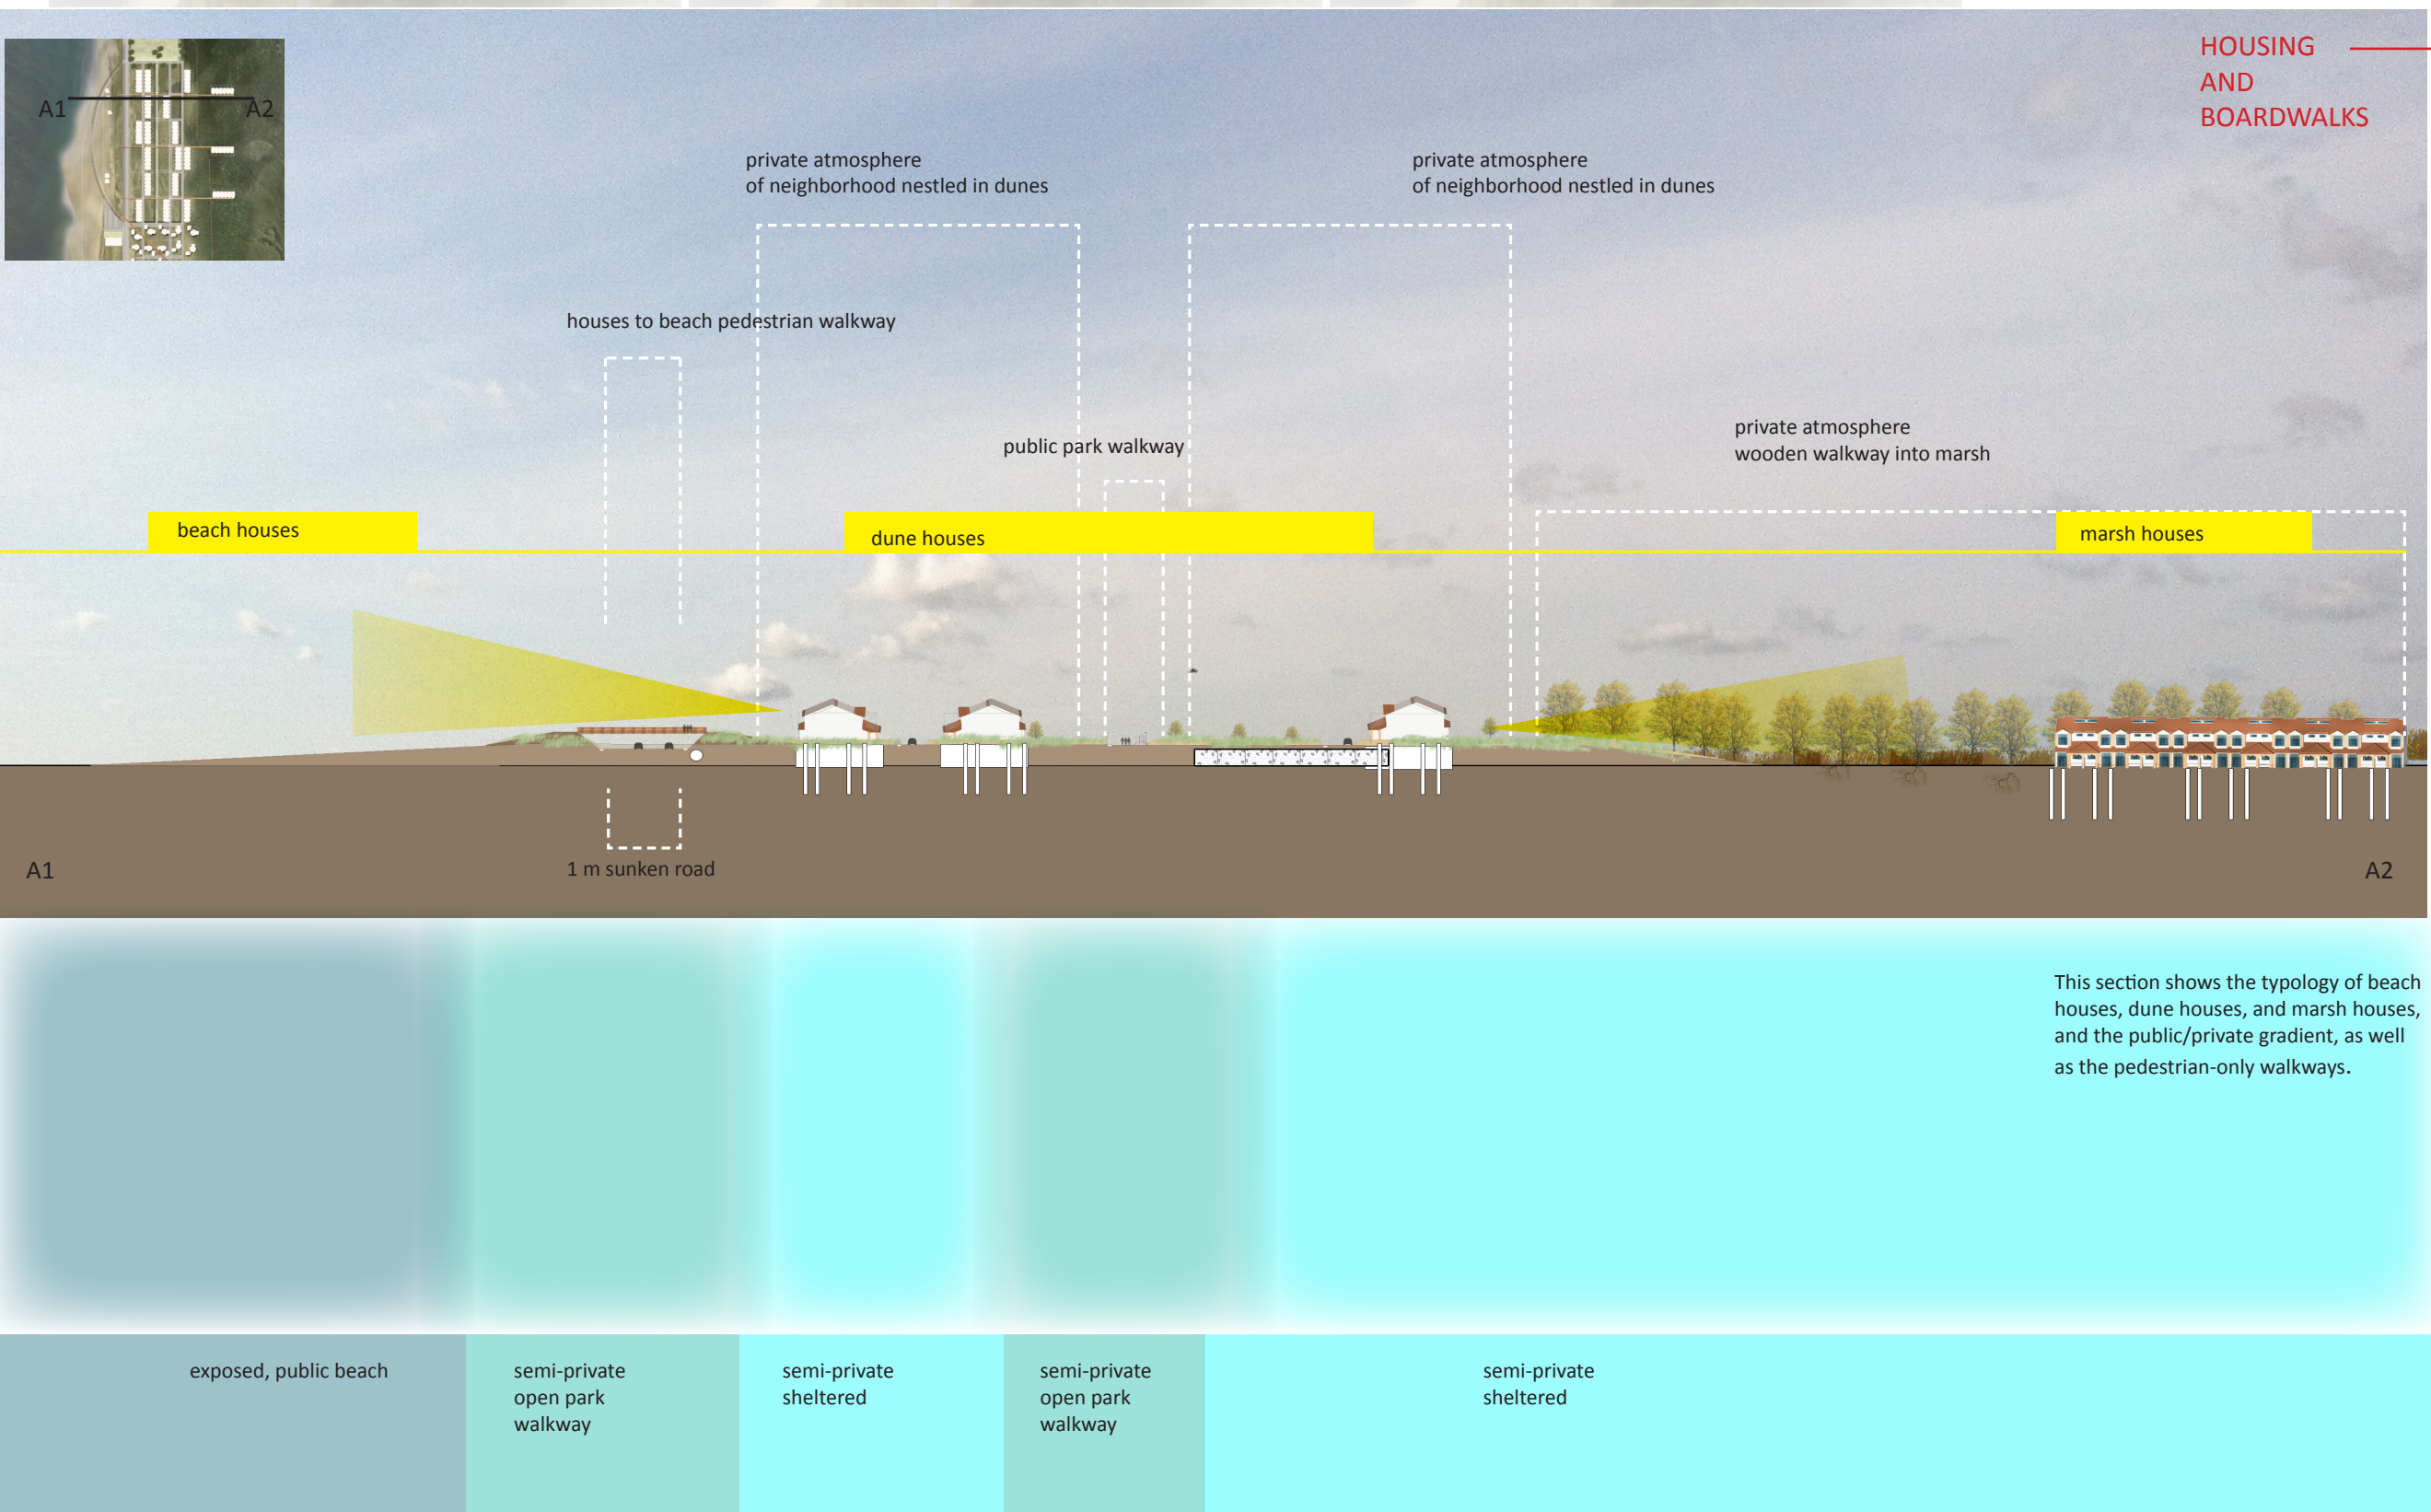 HOUSING
AND
BOARDWALKS
A1
A2
private atmosphere
of neighborhood nestled in dunes
private atmosphere
of neighborhood nestled in dunes
houses to beach pedestrian walkway
public park walkway
private atmosphere
wooden walkway into marsh
beach houses
dune houses
marsh houses
1 m sunken road
A1
A2
This section shows the typology of beach
houses, dune houses, and marsh houses,
and the public/private gradient, as well
as the pedestrian-only walkways.
exposed, public beach
semi-private
open park
walkway
semi-private
sheltered
semi-private
open park
walkway
semi-private
sheltered